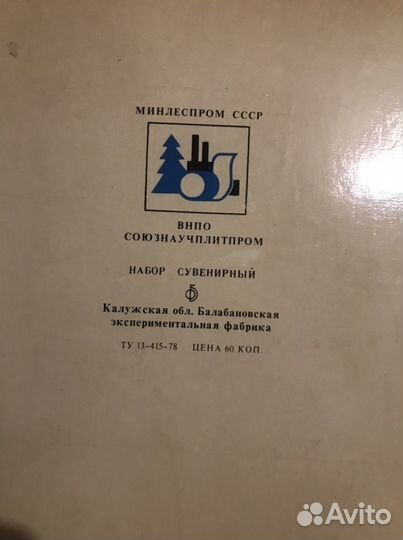 МИНЛЕСПРОМ СССР
ВНПО
СОЮЗНАУЧПЛИТПРОМ
НАБОР СУВЕНИРНЫЙ
Калужская обл. Балабановская
экспериментальная фабрика
ТУ 13-415-78 ЦЕНА 60 КОП.
Avito